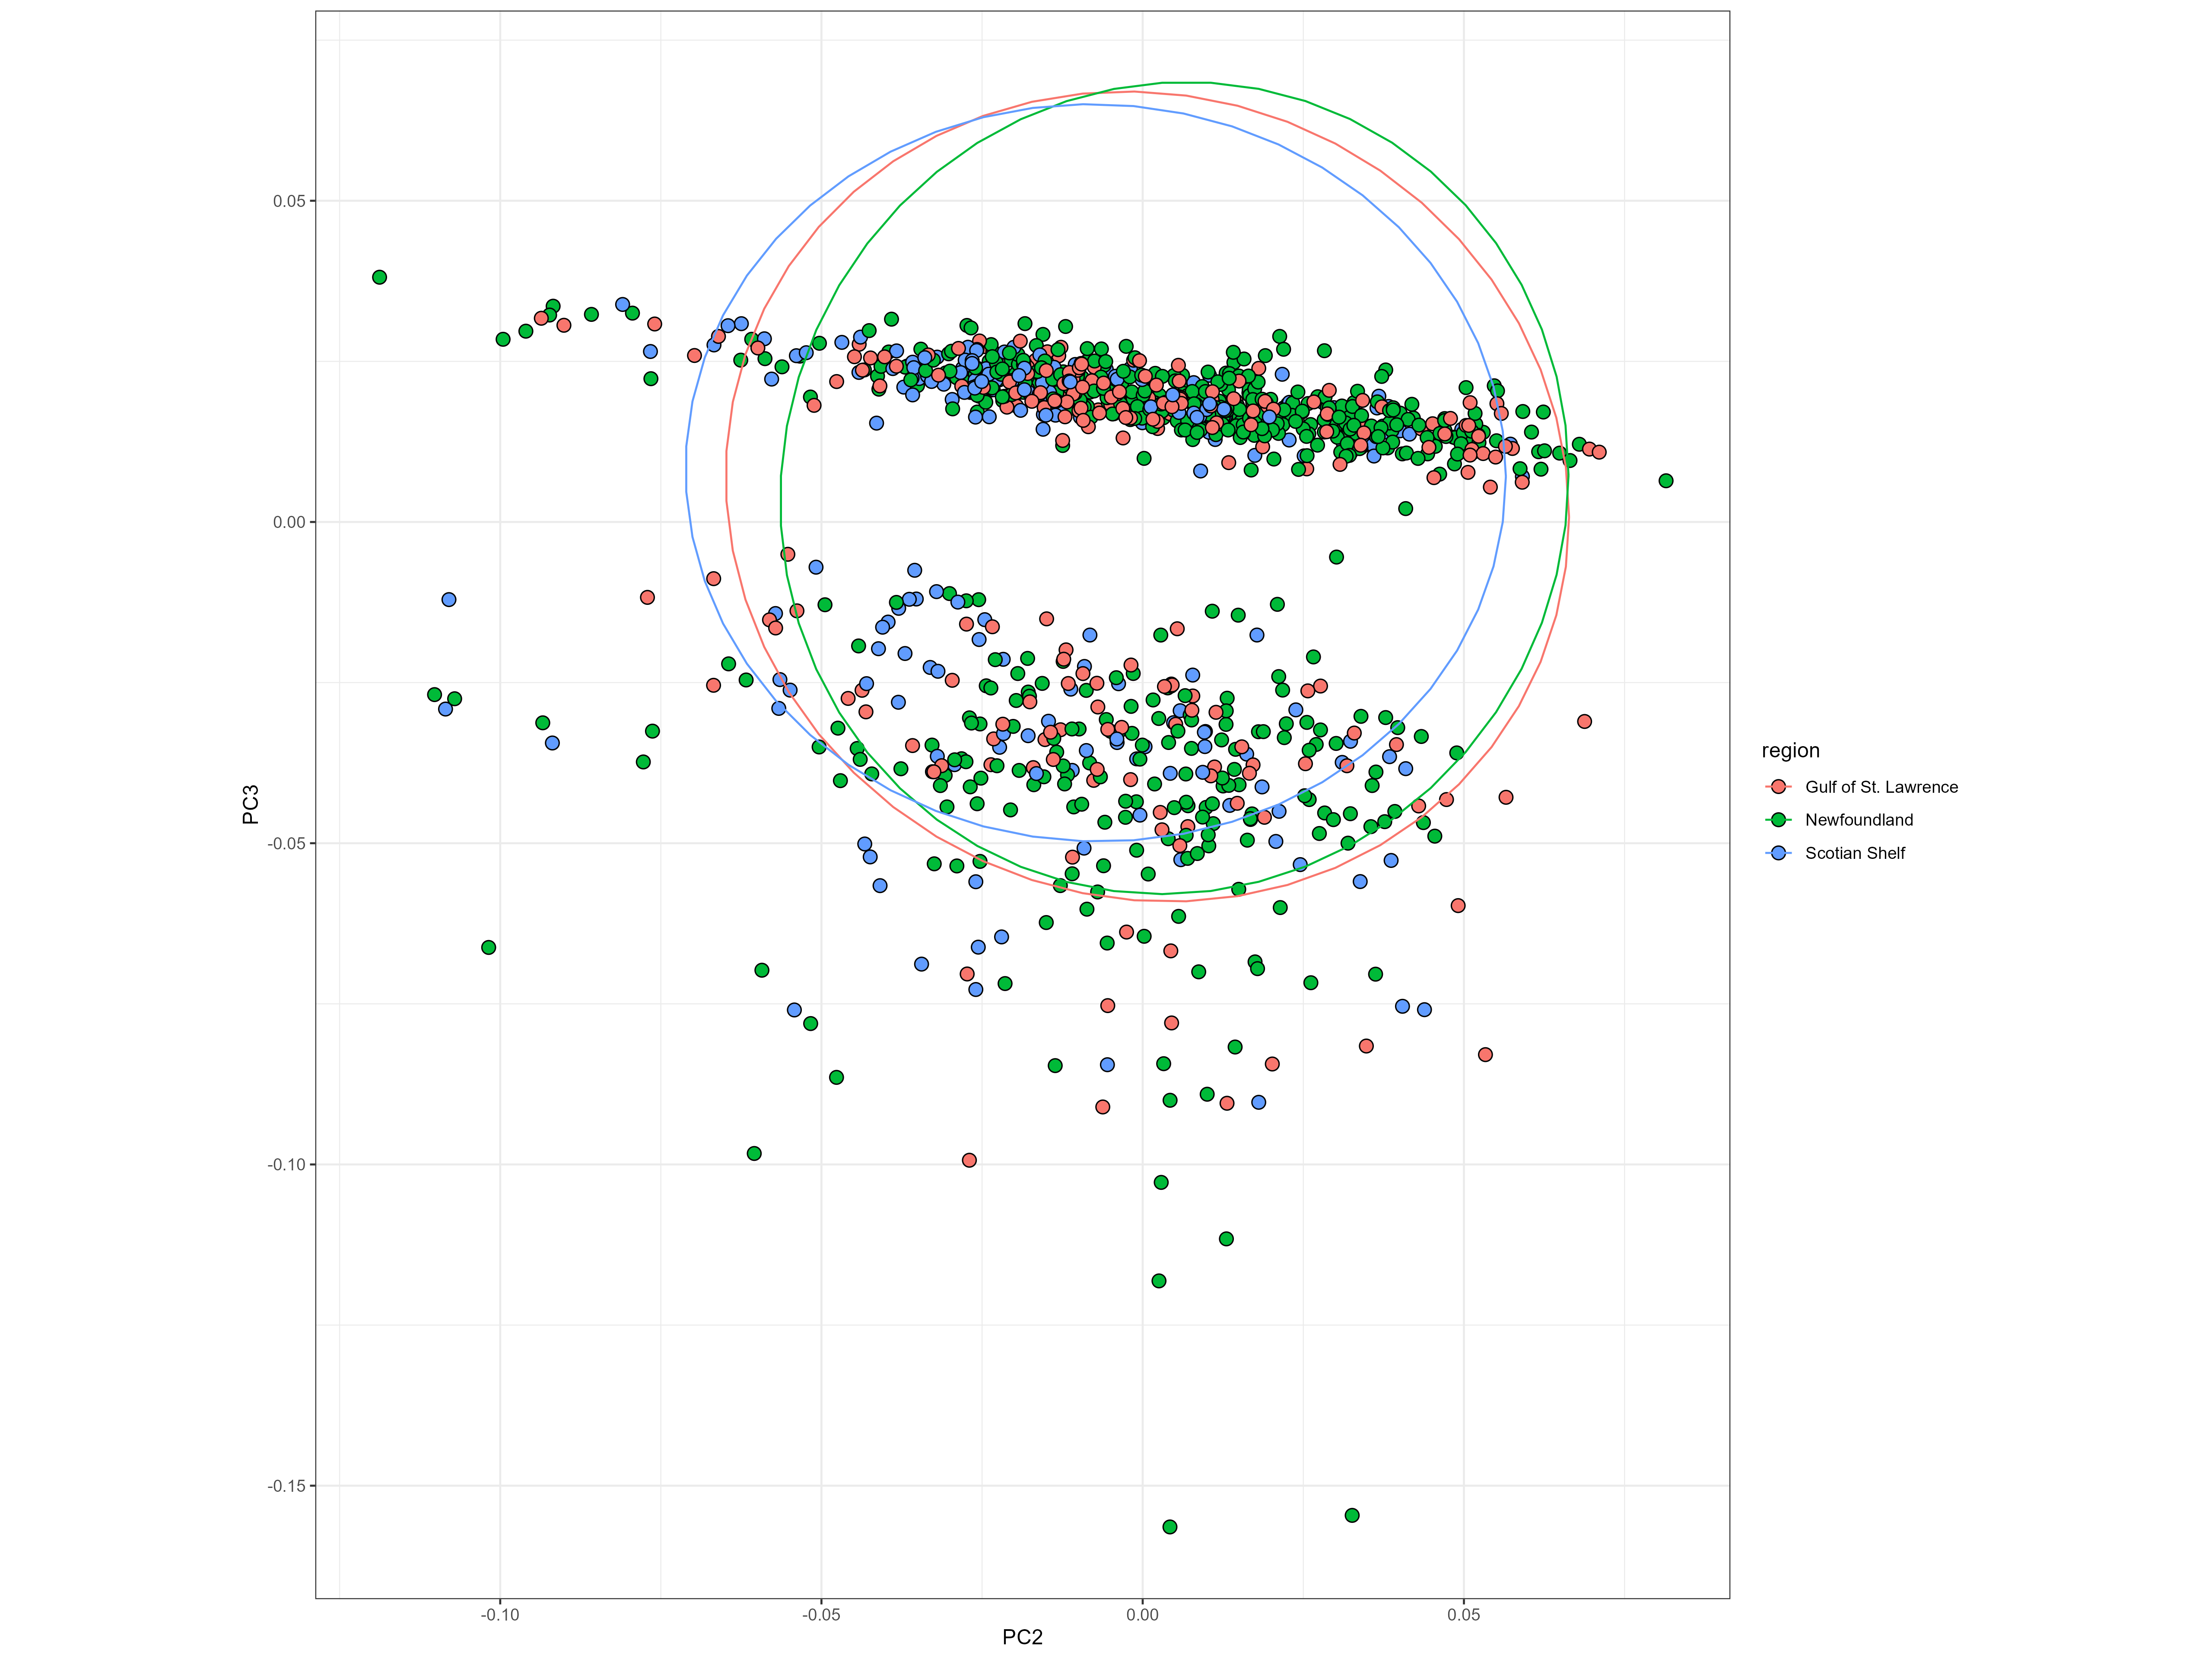 0.05
0.00
-0.05
-0.10
-0.15
PC3
-0.10
-0.05
0.00
0.05
PC2
region
Gulf of St. Lawrence
Newfoundland
Scotian Shelf